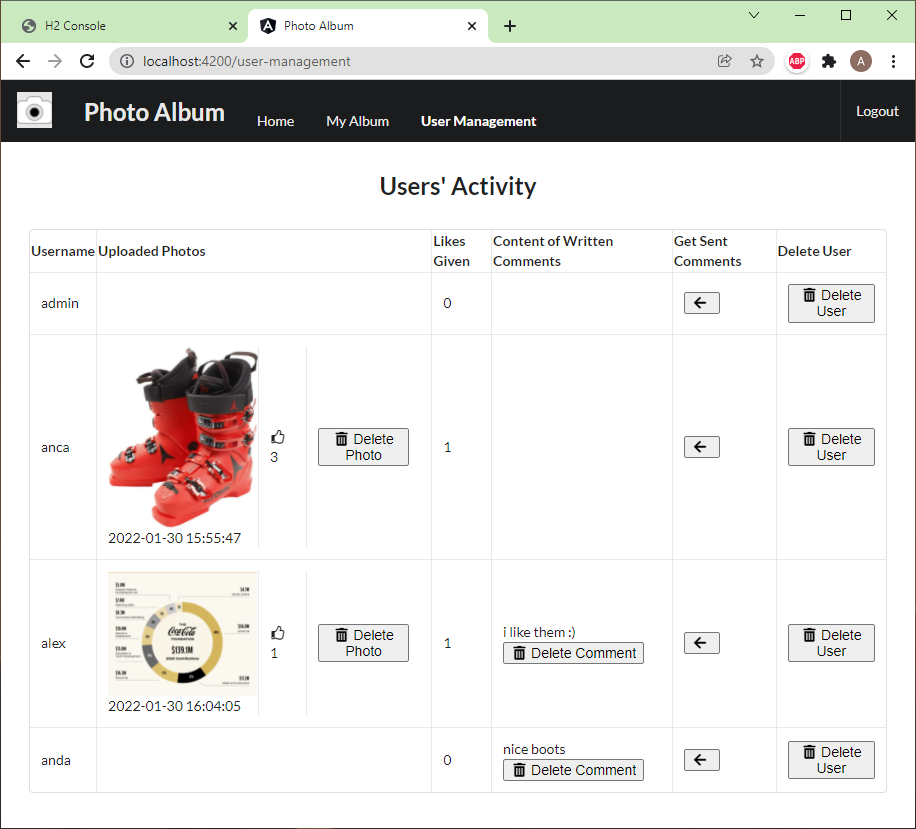 H2 Console
Photo Album
localhost:4200/user-management
ABP
A
Photo Album
Home
My Album
User Management
Logout
Users' Activity
Username
Uploaded Photos
Likes Given
Content of Written Comments
Get Sent Comments
Delete User
admin
0
Delete User
anca
3
2022-01-30 15:55:47
Delete Photo
1
Delete User
alex
THE
Coca-Cola
FOUNDATION
$139.1M
1
2022-01-30 16:04:05
Delete Photo
1
i like them :)
Delete Comment
Delete User
anda
0
nice boots
Delete Comment
Delete User